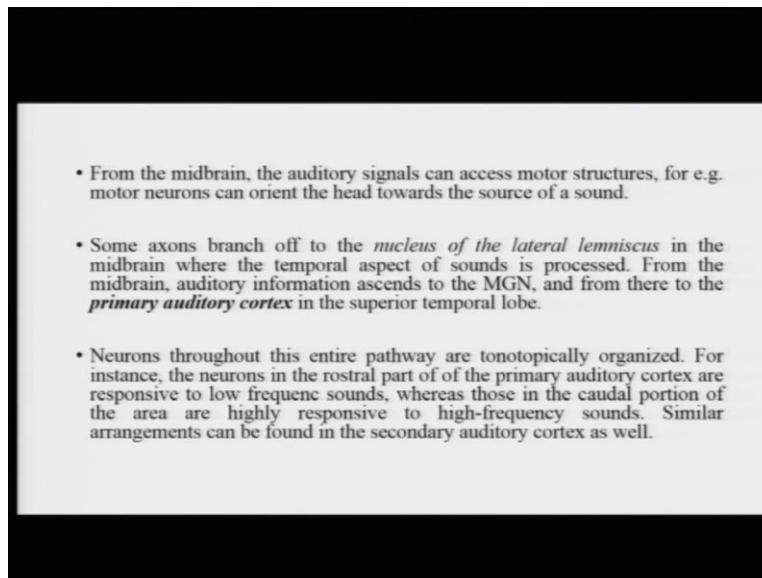 • From the midbrain, the auditory signals can access motor structures, for e.g.
motor neurons can orient the head towards the source of a sound.
• Some axons branch off to the nucleus of the lateral lemniscus in the
midbrain where the temporal aspect of sounds is processed. From the
midbrain, auditory information ascends to the MGN, and from there to the
primary auditory cortex in the superior temporal lobe.
• Neurons throughout this entire pathway are tonotopically organized. For
instance, the neurons in the rostral part of of the primary auditory cortex are
responsive to low frequenc sounds, whereas those in the caudal portion of
the area are highly responsive to high-frequency sounds. Similar
arrangements can be found in the secondary auditory cortex as well.